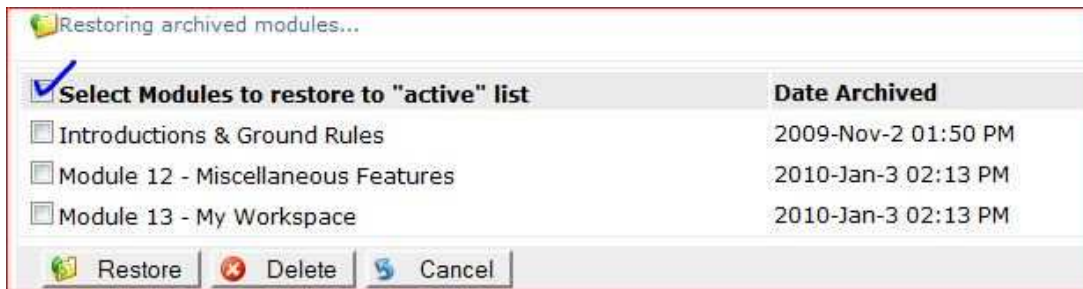 Restoring archived modules...
Select Modules to restore to "active" list Date Archived
Introductions & Ground Rules 2009-Nov-2 01:50 PM
Module 12 - Miscellaneous Features 2010-Jan-3 02:13 PM
Module 13 - My Workspace 2010-Jan-3 02:13 PM
Restore Delete Cancel